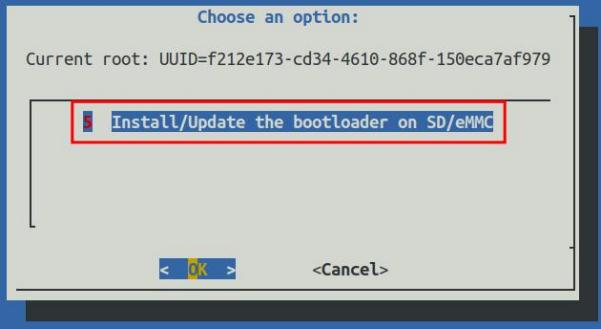 Choose an option:
Current root: UUID=f212e173-cd34-4610-868f-150eca7af979
5 Install/Update the bootloader on SD/eMMC
< OK > <Cancel>